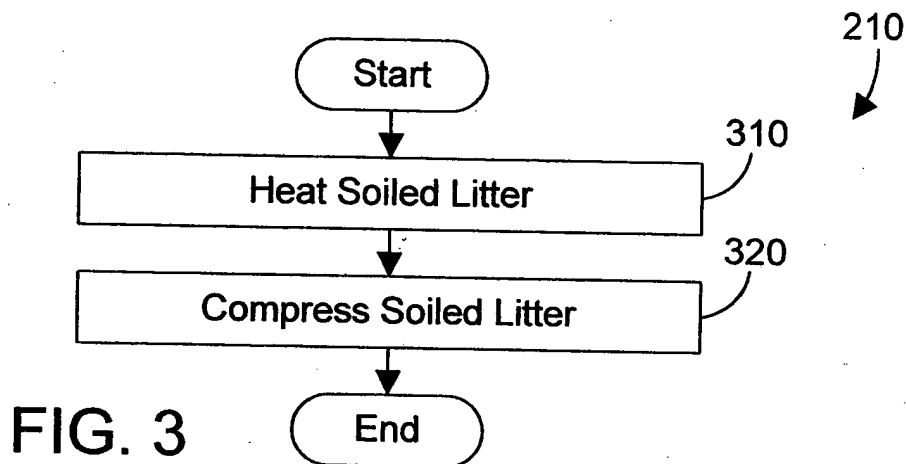 210
Start
310
Heat Soiled Litter
320
Compress Soiled Litter
End
FIG. 3